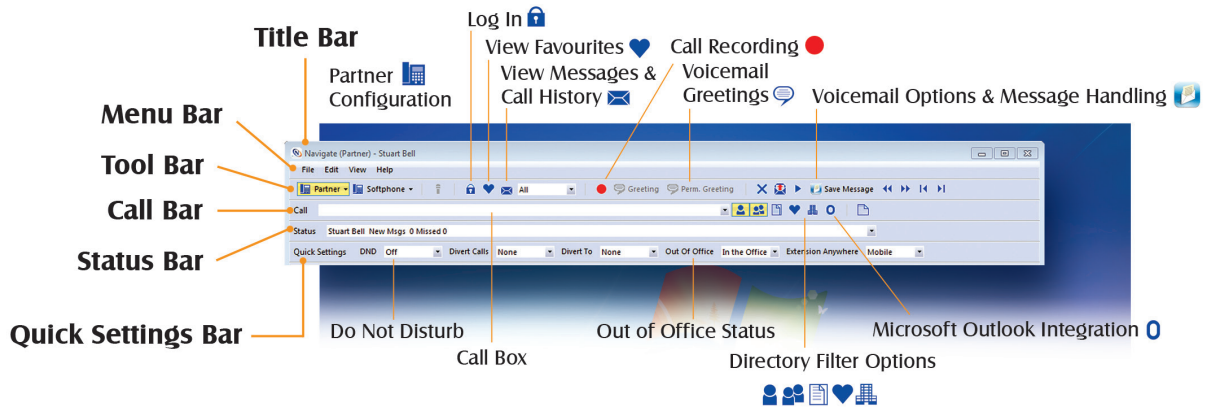 Log In
Title Bar
View Favourites
Call Recording
Partner
Configuration
View Messages &
Call History
Voicemail
Greetings
Voicemail Options & Message Handling
Menu Bar
Navigate (Partner) - Stuart Bell
File Edit View Help
Tool Bar
Partner Softphone All Greeting Perm. Greeting Save Message
Call Bar
Call
Status Bar
Status Stuart Bell New Msgs 0 Missed 0
Quick Settings DND Off Divert Calls None Divert To None Out Of Office In the Office Extension Anywhere Mobile
Quick Settings Bar
Do Not Disturb
Out of Office Status
Microsoft Outlook Integration
Call Box
Directory Filter Options